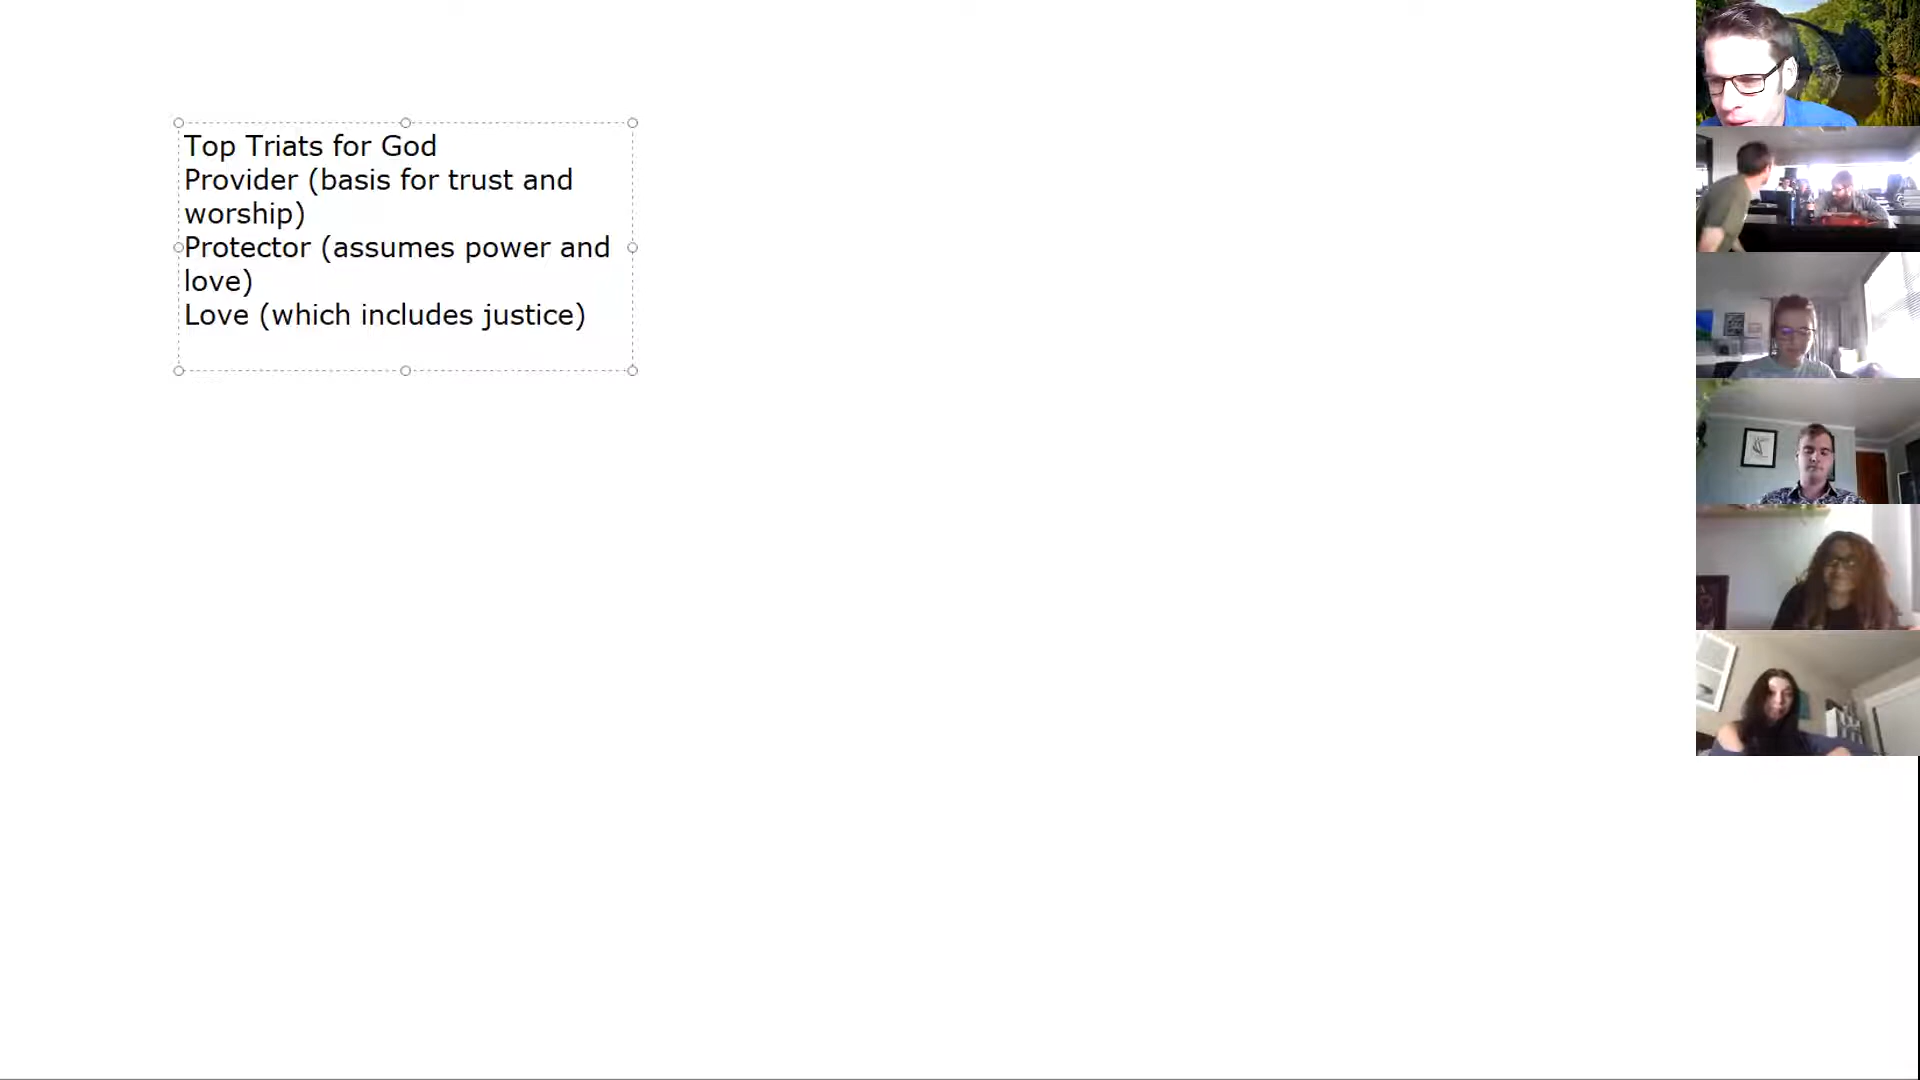 Top Triats for God
Provider (basis for trust and
worship)
Protector (assumes power and
love)
Love (which includes justice)